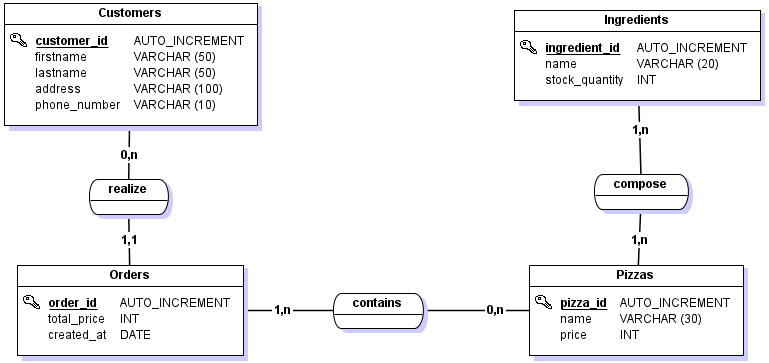 Customers
customer_id AUTO_INCREMENT
firstname VARCHAR (50)
lastname VARCHAR (50)
address VARCHAR (100)
phone_number VARCHAR (10)
Ingredients
ingredient_id AUTO_INCREMENT
name VARCHAR (20)
stock_quantity INT
0,n
1,n
realize
compose
1,1
1,n
Orders
order_id AUTO_INCREMENT
total_price INT
created_at DATE
1,n
contains
0,n
Pizzas
pizza_id AUTO_INCREMENT
name VARCHAR (30)
price INT